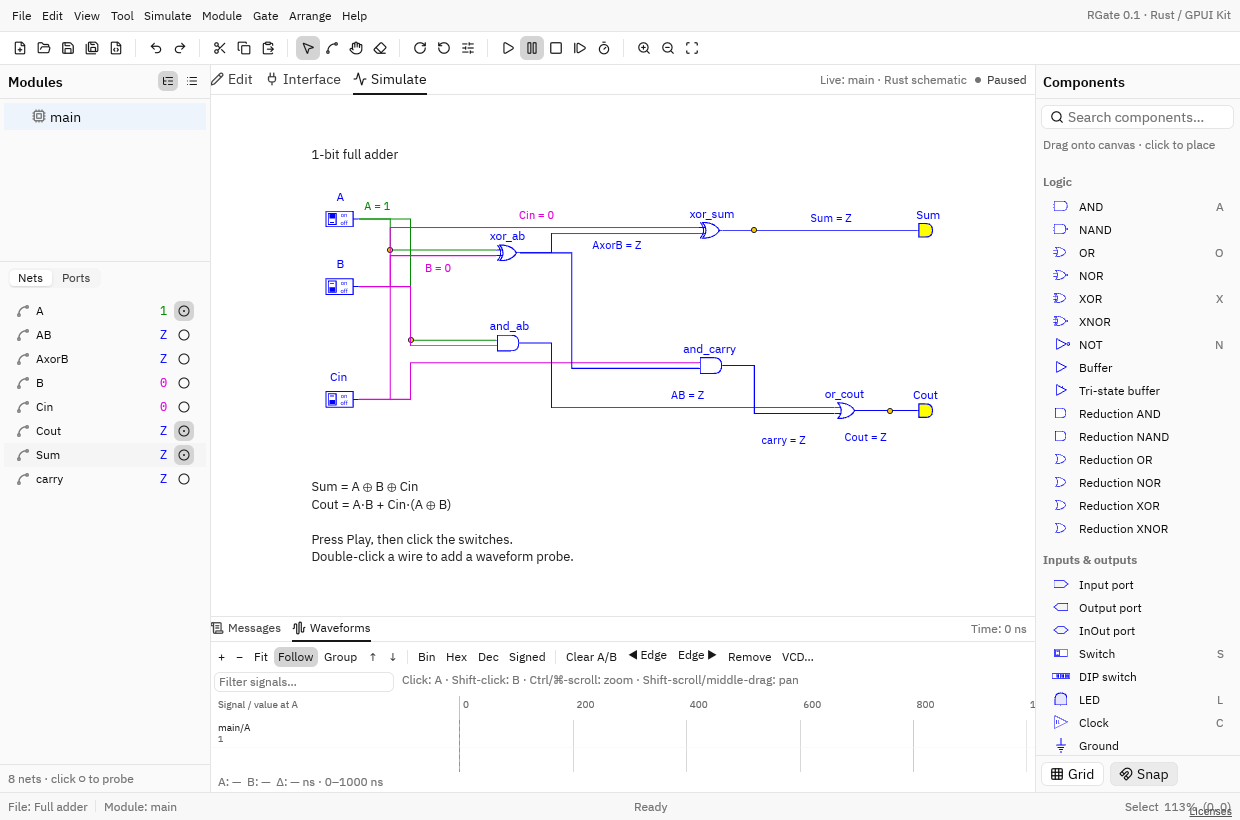 File Edit View Tool Simulate Module Gate Arrange Help
RGate 0.1 · Rust / GPUI Kit
Modules
main
Nets Ports
A 1
AB Z
AxorB Z
B 0
Cin 0
Cout Z
Sum Z
carry Z
8 nets · click ○ to probe
Edit Interface Simulate
Live: main · Rust schematic ● Paused
1-bit full adder
A
on
off
A = 1
Cin = 0
xor_sum
Sum = Z
Sum
xor_ab
AxorB = Z
B
on
off
B = 0
and_ab
and_carry
Cin
on
off
AB = Z
or_cout
Cout
carry = Z
Cout = Z
Sum = A ⊕ B ⊕ Cin
Cout = A·B + Cin·(A ⊕ B)
Press Play, then click the switches.
Double-click a wire to add a waveform probe.
Messages Waveforms
Time: 0 ns
+ − Fit Follow Group ↑ ↓ Bin Hex Dec Signed Clear A/B ◀ Edge Edge ▶ Remove VCD...
Filter signals...
Click: A · Shift-click: B · Ctrl/⌘-scroll: zoom · Shift-scroll/middle-drag: pan
Signal / value at A
0 200 400 600 800 1
main/A
1
A: — B: — Δ: — ns · 0–1000 ns
Components
Search components...
Drag onto canvas · click to place
Logic
AND A
NAND
OR O
NOR
XOR X
XNOR
NOT N
Buffer
Tri-state buffer
Reduction AND
Reduction NAND
Reduction OR
Reduction NOR
Reduction XOR
Reduction XNOR
Inputs & outputs
Input port
Output port
InOut port
Switch S
DIP switch
LED L
Clock C
Ground
Grid Snap
File: Full adder Module: main
Ready
Select 113% (0, 0)
Licenses